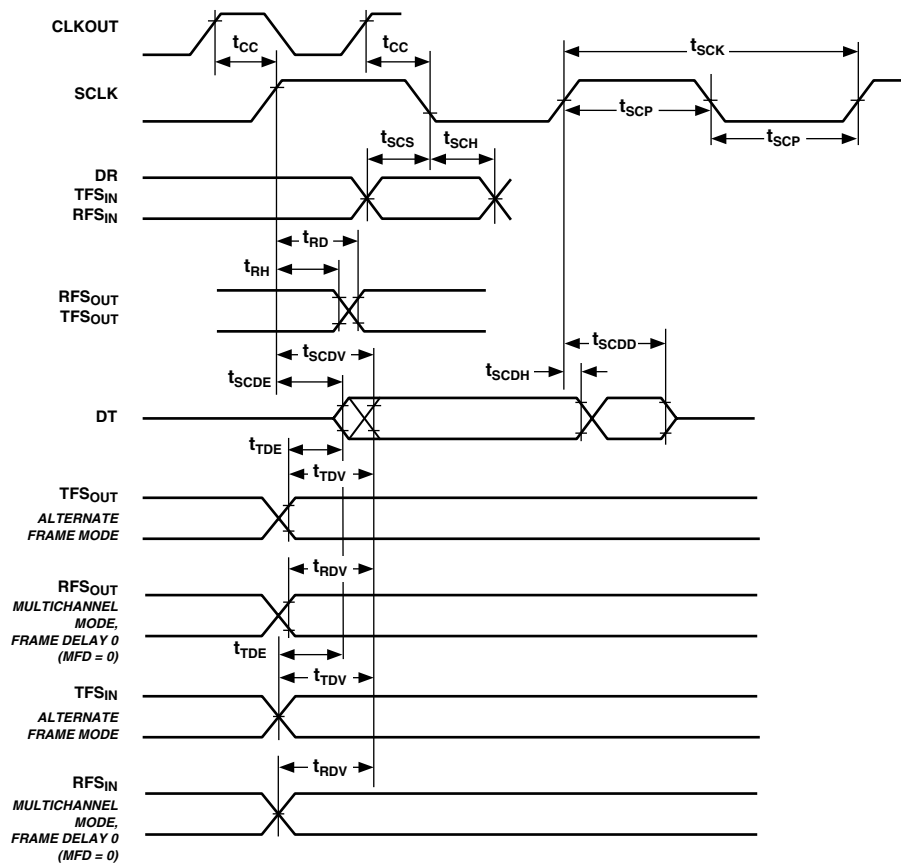 CLKOUT
tCC
tCC
tSCK
SCLK
tSCP
tSCP
tSCS
tSCH
DR
TFSIN
RFSIN
tRD
tRH
RFSOUT
TFSOUT
tSCDV
tSCDD
tSCDE
tSCDH
DT
tTDE
tTDV
TFSOUT
ALTERNATE
FRAME MODE
tRDV
RFSOUT
MULTICHANNEL
MODE,
FRAME DELAY 0
(MFD = 0)
tTDE
tTDV
TFSIN
ALTERNATE
FRAME MODE
tRDV
RFSIN
MULTICHANNEL
MODE,
FRAME DELAY 0
(MFD = 0)